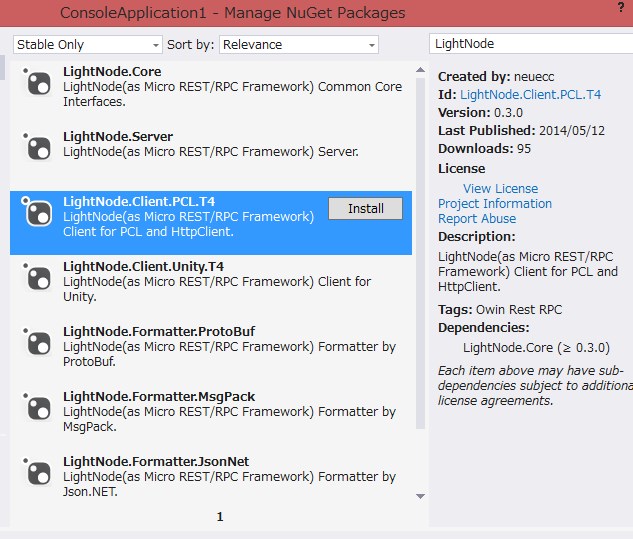 ConsoleApplication1 - Manage NuGet Packages
?
Stable Only
Sort by: Relevance
LightNode
LightNode.Core
LightNode(as Micro REST/RPC Framework) Common Core
Interfaces.
LightNode.Server
LightNode(as Micro REST/RPC Framework) Server.
LightNode.Client.PCL.T4
LightNode(as Micro REST/RPC Framework)
Client for PCL and HttpClient.
Install
LightNode.Client.Unity.T4
LightNode(as Micro REST/RPC Framework) Client for
Unity.
LightNode.Formatter.ProtoBuf
LightNode(as Micro REST/RPC Framework) Formatter by
ProtoBuf.
LightNode.Formatter.MsgPack
LightNode(as Micro REST/RPC Framework) Formatter by
MsgPack.
LightNode.Formatter.JsonNet
LightNode(as Micro REST/RPC Framework) Formatter by
Json.NET.
1
Created by: neuecc
Id: LightNode.Client.PCL.T4
Version: 0.3.0
Last Published: 2014/05/12
Downloads: 95
License
View License
Project Information
Report Abuse
Description:
LightNode(as Micro REST/RPC
Framework) Client for PCL and
HttpClient.
Tags: Owin Rest RPC
Dependencies:
LightNode.Core (≥ 0.3.0)
Each item above may have sub-
dependencies subject to additiona
license agreements.